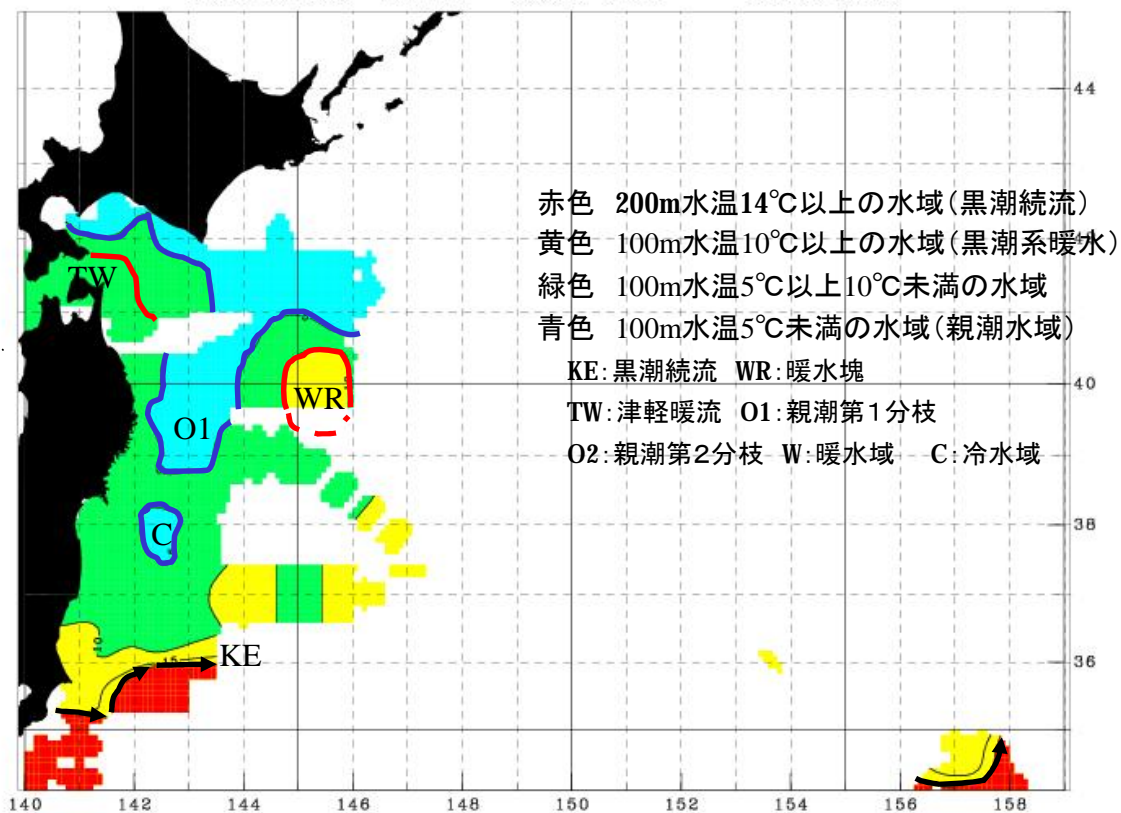 44
赤色 200m水温14℃以上の水域(黒潮続流)
黄色 100m水温10℃以上の水域(黒潮系暖水)
緑色 100m水温5℃以上10℃未満の水域
青色 100m水温5℃未満の水域(親潮水域)
KE:黒潮続流 WR:暖水塊
TW:津軽暖流 O1:親潮第1分枝
O2:親潮第2分枝 W:暖水域 C:冷水域
TW
WR
40
O1
C
38
10
15
KE
36
140 142 144 146 148 150 152 154 156 158